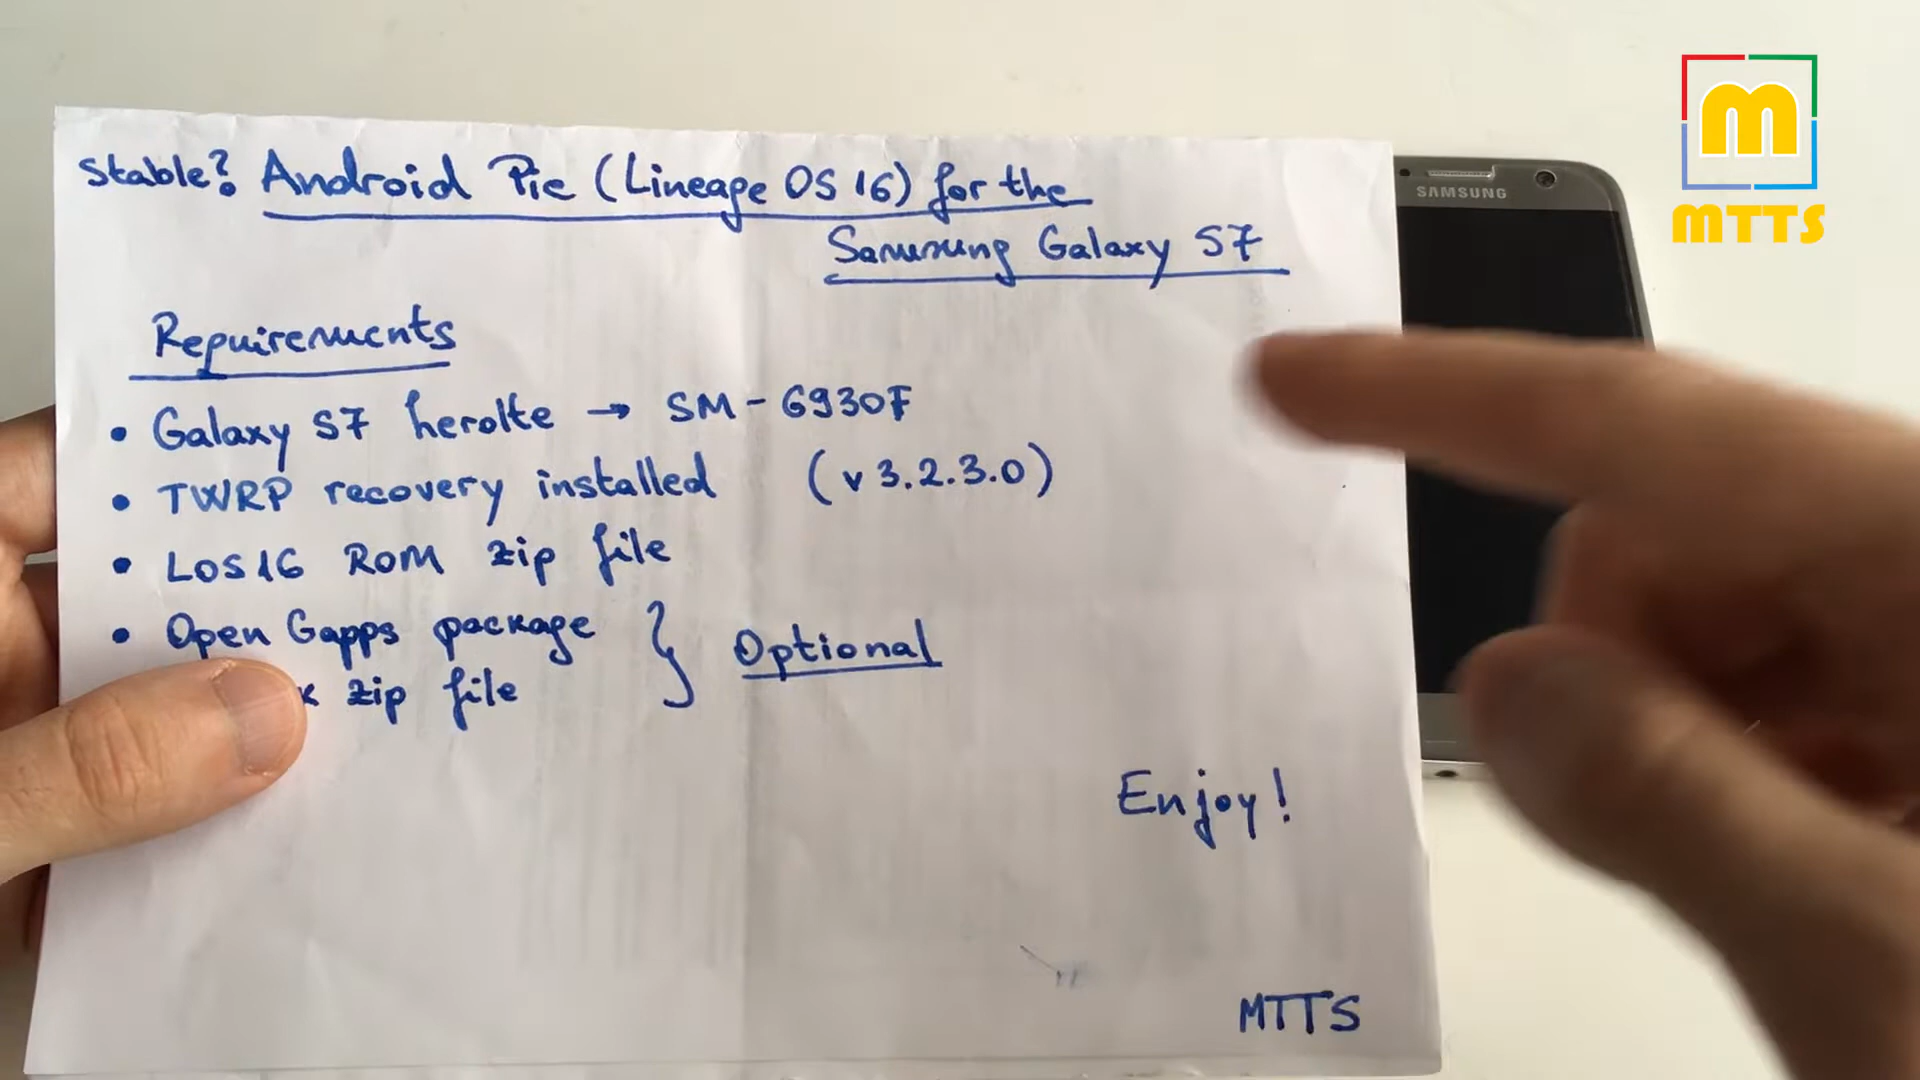 Stable? Android Pie (Lineage OS 16) for the
Samsung Galaxy S7
Requirements
• Galaxy S7 herolte → SM-G930F
• TWRP recovery installed (v 3.2.3.0)
• LOS16 ROM zip file
• Open Gapps package
zip file
} Optional
Enjoy!
MTTS
SAMSUNG
m
MTTS